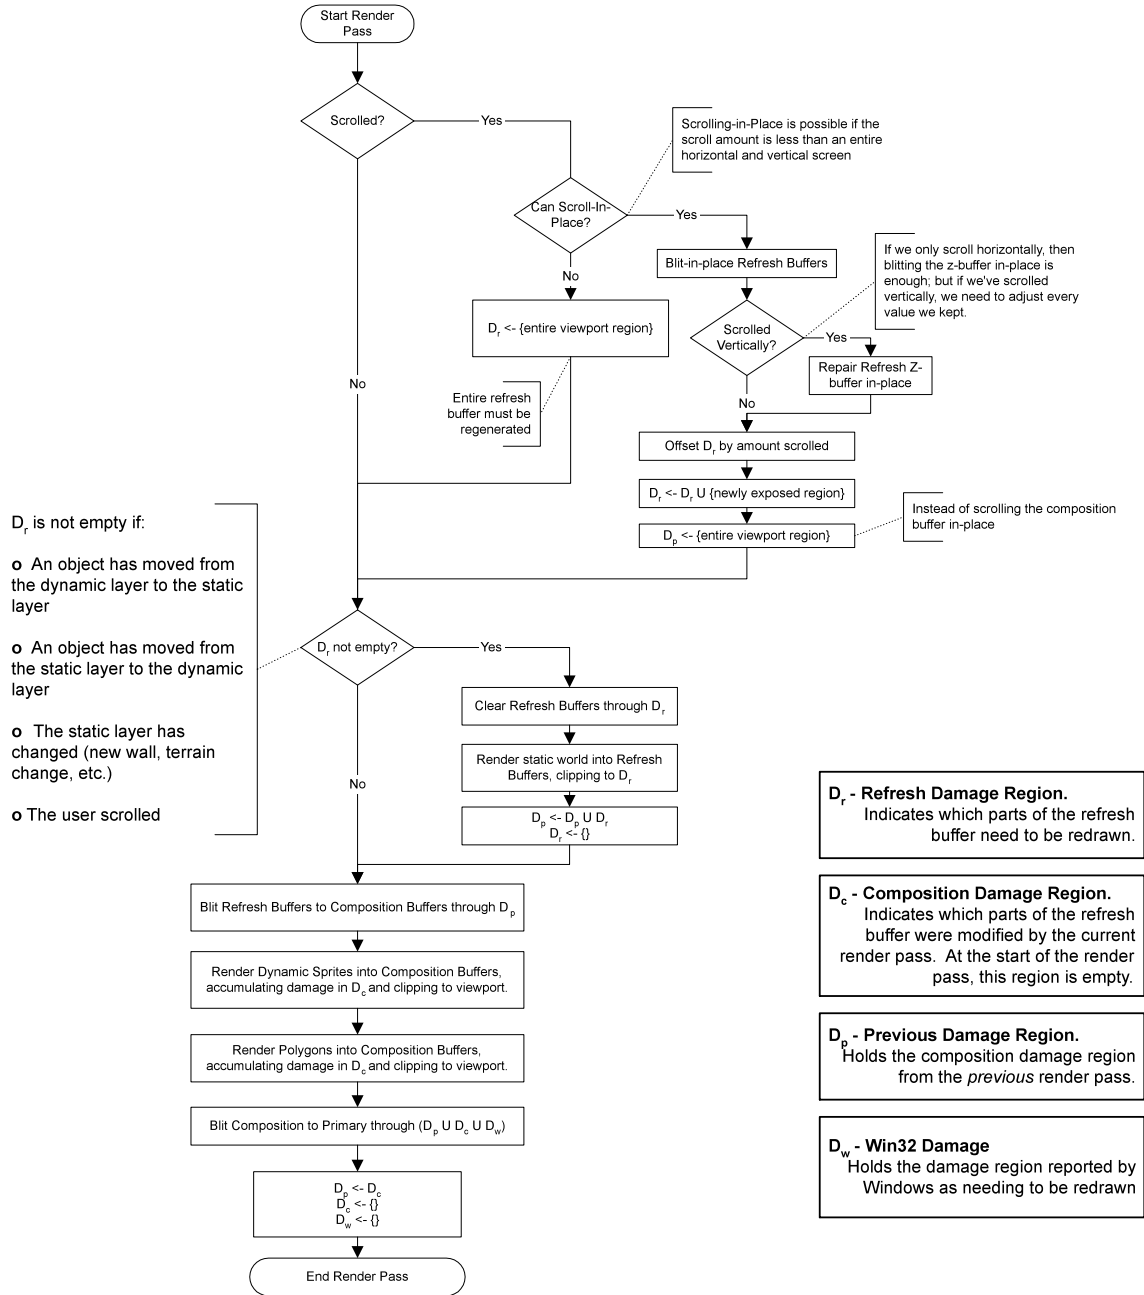 Start Render
Pass
Scrolled?
Yes
Scrolling-in-Place is possible if the
scroll amount is less than an entire
horizontal and vertical screen
Can Scroll-In-
Place?
Yes
No
Blit-in-place Refresh Buffers
If we only scroll horizontally, then
blitting the z-buffer in-place is
enough; but if we've scrolled
vertically, we need to adjust every
value we kept.
Dr <- {entire viewport region}
Scrolled
Vertically?
Yes
Repair Refresh Z-
buffer in-place
No
No
Entire refresh
buffer must be
regenerated
Offset Dr by amount scrolled
Dr <- Dr U {newly exposed region}
Dp <- {entire viewport region}
Instead of scrolling the composition
buffer in-place
Dr is not empty if:
o An object has moved from
the dynamic layer to the static
layer
o An object has moved from
the static layer to the dynamic
layer
o The static layer has
changed (new wall, terrain
change, etc.)
o The user scrolled
Dr not empty?
Yes
No
Clear Refresh Buffers through Dr
Render static world into Refresh
Buffers, clipping to Dr
Dp <- Dp U Dr
Dr <- {}
Blit Refresh Buffers to Composition Buffers through Dp
Render Dynamic Sprites into Composition Buffers,
accumulating damage in Dc and clipping to viewport.
Render Polygons into Composition Buffers,
accumulating damage in Dc and clipping to viewport.
Blit Composition to Primary through (Dp U Dc U Dw)
Dp <- Dc
Dc <- {}
Dw <- {}
End Render Pass
Dr - Refresh Damage Region.
Indicates which parts of the refresh
buffer need to be redrawn.
Dc - Composition Damage Region.
Indicates which parts of the refresh
buffer were modified by the current
render pass. At the start of the render
pass, this region is empty.
Dp - Previous Damage Region.
Holds the composition damage region
from the previous render pass.
Dw - Win32 Damage
Holds the damage region reported by
Windows as needing to be redrawn